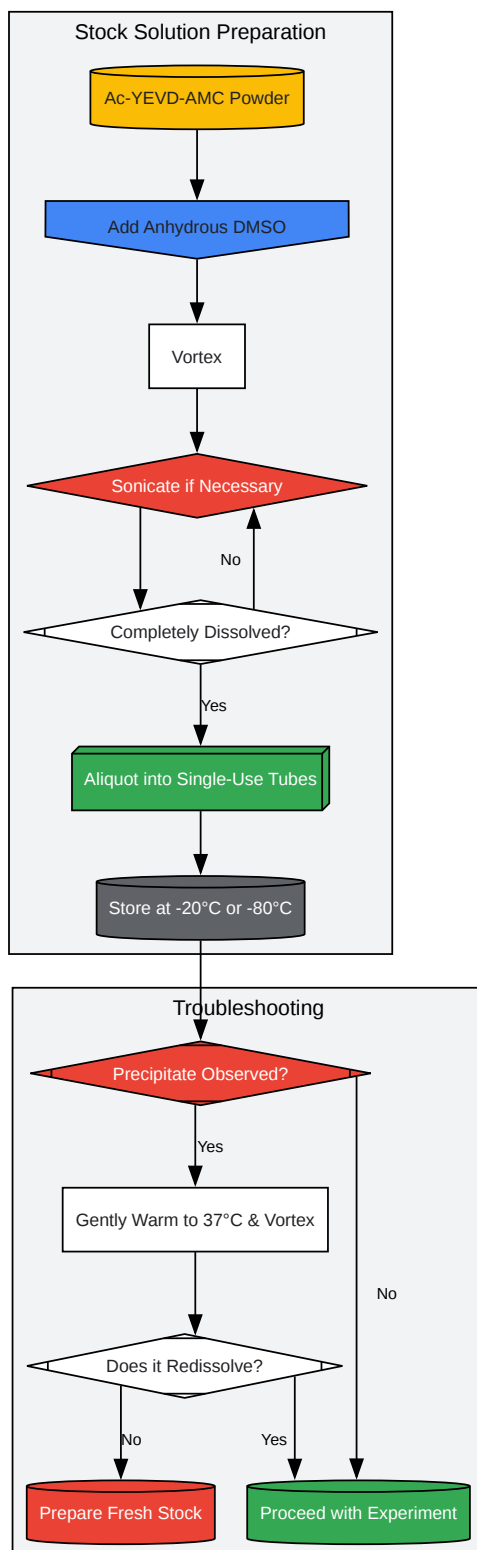 Stock Solution Preparation
Ac-YEVD-AMC Powder
Add Anhydrous DMSO
Vortex
Sonicate if Necessary
No
Completely Dissolved?
Yes
Aliquot into Single-Use Tubes
Store at -20°C or -80°C
Troubleshooting
Precipitate Observed?
Yes
Gently Warm to 37°C & Vortex
No
Does it Redissolve?
No
Yes
Prepare Fresh Stock
Proceed with Experiment